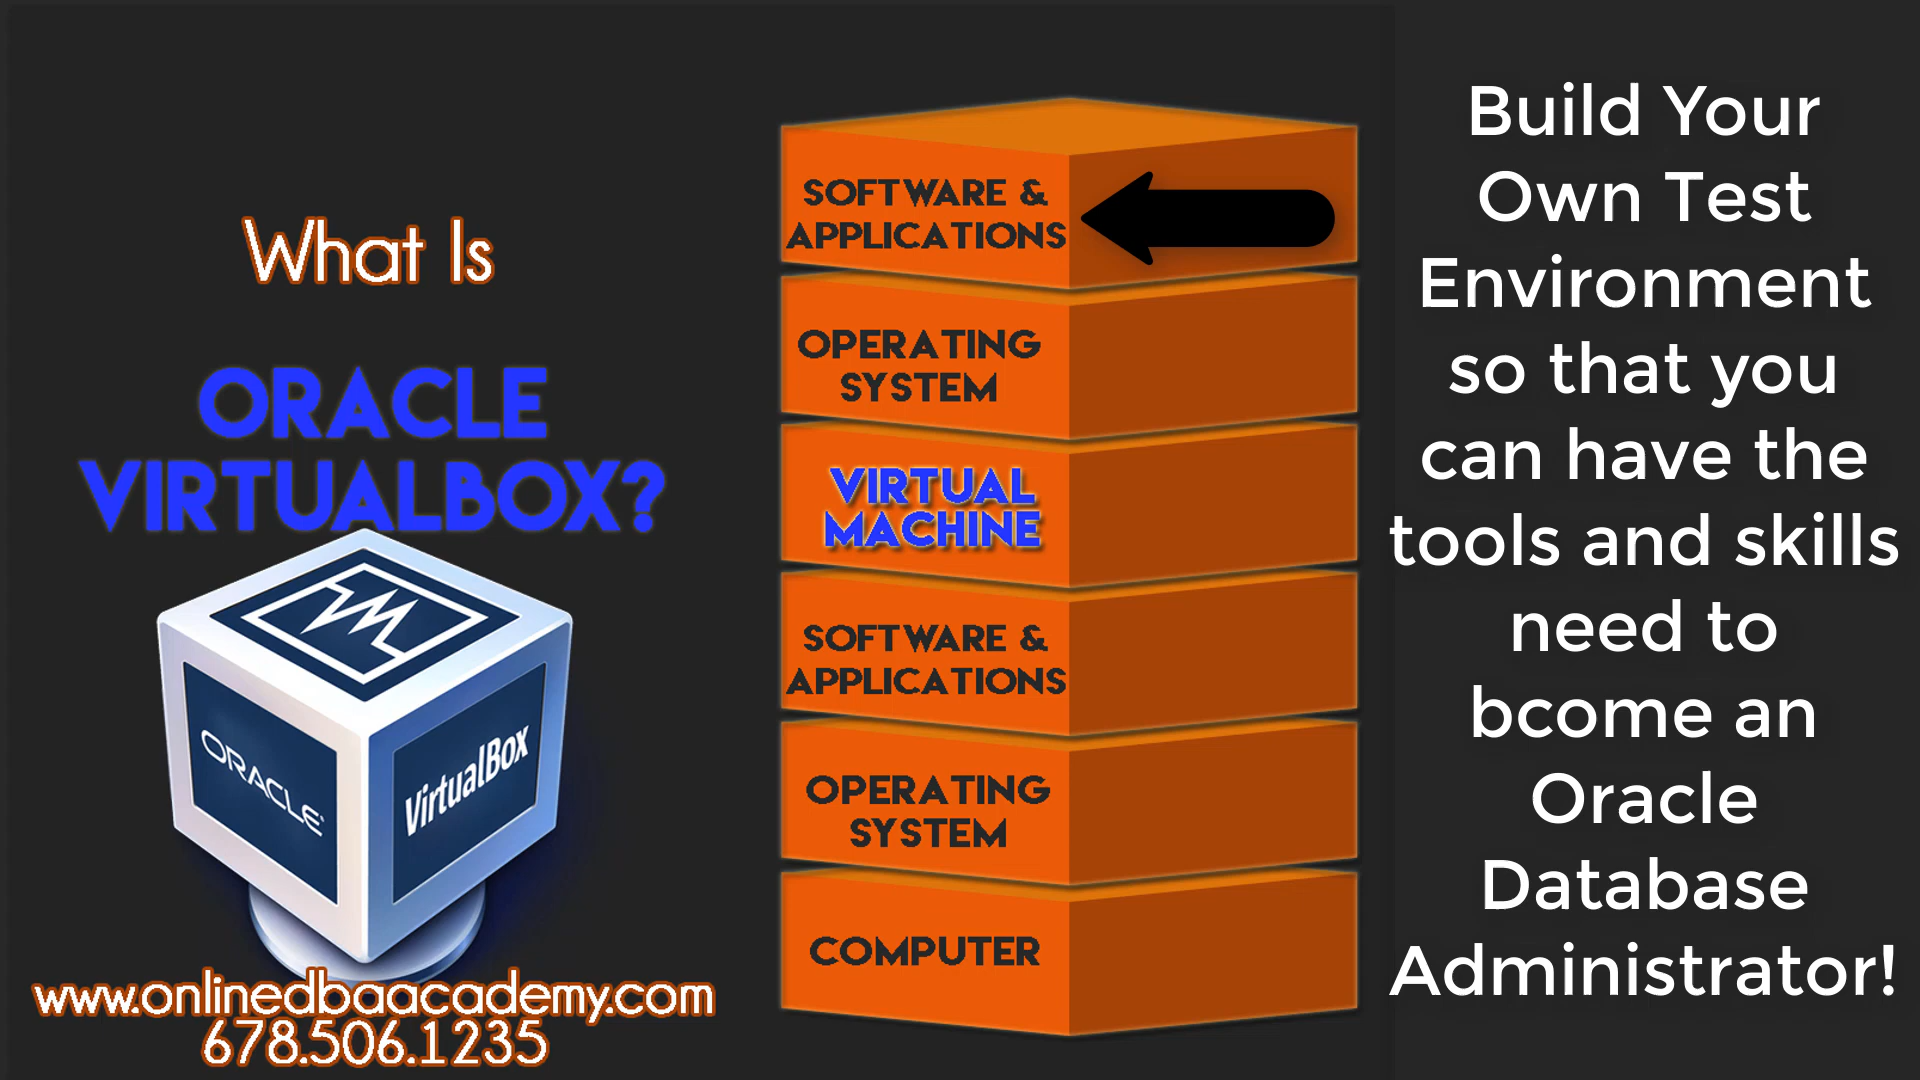 What Is
ORACLE
VIRTUALBOX?
ORACLE
VirtualBox
www.onlinedbaacademy.com
678.506.1235
SOFTWARE &
APPLICATIONS
OPERATING
SYSTEM
VIRTUAL
MACHINE
SOFTWARE &
APPLICATIONS
OPERATING
SYSTEM
COMPUTER
Build Your
Own Test
Environment
so that you
can have the
tools and skills
need to
bcome an
Oracle
Database
Administrator!